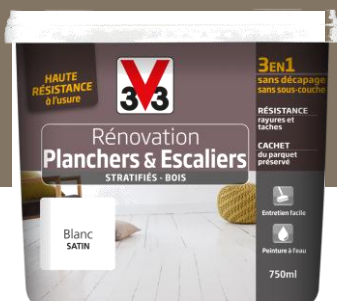 HAUTE
RÉSISTANCE
à l'usure
V33
3EN1
sans décapage
sans sous-couche
RÉSISTANCE
rayures et
taches
CACHET
du parquet
préservé
Rénovation
Planchers & Escaliers
STRATIFIÉS - BOIS
Blanc
SATIN
Entretien facile
Peinture à l'eau
750ml